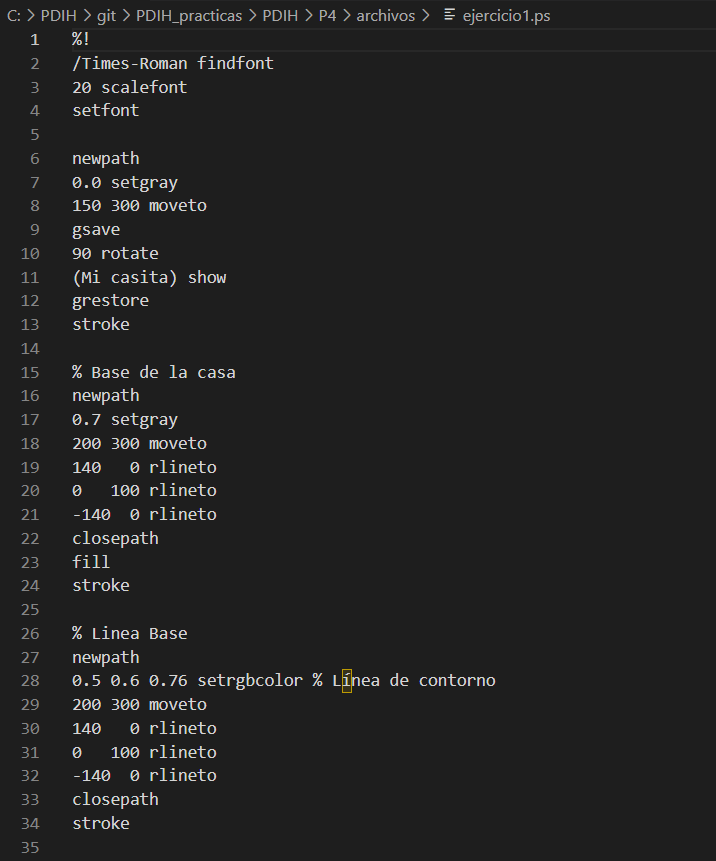 C: > PDIH > git > PDIH_practicas > PDIH > P4 > archivos > ejercicio1.ps
1 %!
2 /Times-Roman findfont
3 20 scalefont
4 setfont
5
6 newpath
7 0.0 setgray
8 150 300 moveto
9 gsave
10 90 rotate
11 (Mi casita) show
12 grestore
13 stroke
14
15 % Base de la casa
16 newpath
17 0.7 setgray
18 200 300 moveto
19 140   0 rlineto
20 0   100 rlineto
21 -140  0 rlineto
22 closepath
23 fill
24 stroke
25
26 % Linea Base
27 newpath
28 0.5 0.6 0.76 setrgbcolor % Línea de contorno
29 200 300 moveto
30 140   0 rlineto
31 0   100 rlineto
32 -140  0 rlineto
33 closepath
34 stroke
35